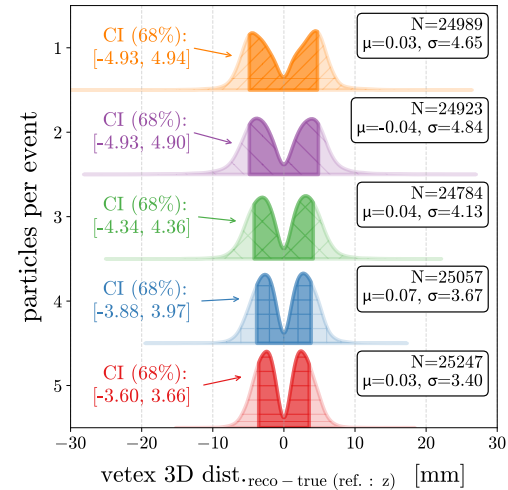 particles per event
1
CI (68%):
[-4.93, 4.94]
N=24989
μ=0.03, σ=4.65
2
CI (68%):
[-4.93, 4.90]
N=24923
μ=-0.04, σ=4.84
3
CI (68%):
[-4.34, 4.36]
N=24784
μ=0.04, σ=4.13
4
CI (68%):
[-3.88, 3.97]
N=25057
μ=0.07, σ=3.67
5
CI (68%):
[-3.60, 3.66]
N=25247
μ=0.03, σ=3.40
−30 −20 −10 0 10 20 30
vetex 3D dist.reco−true (ref. : z) [mm]